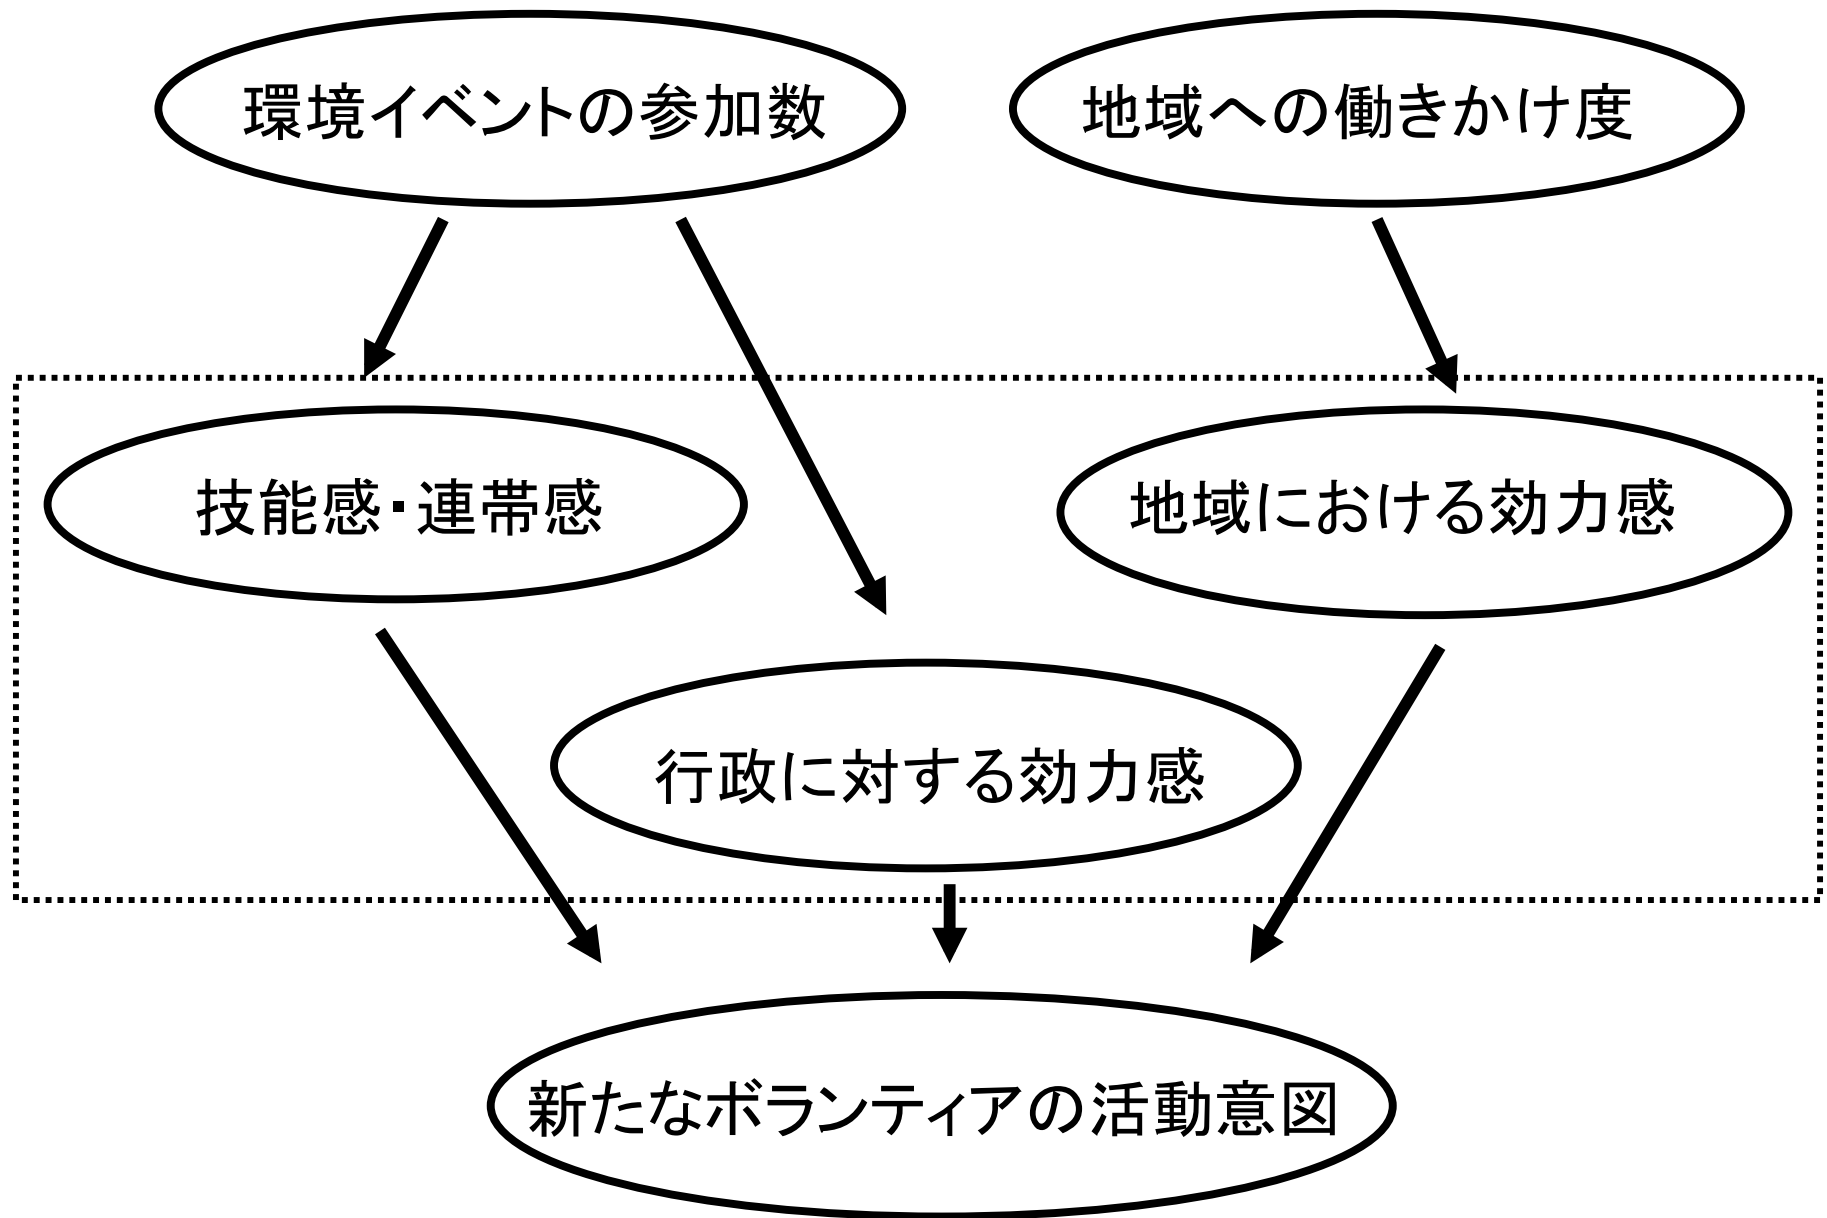 環境イベントの参加数
地域への働きかけ度
技能感・連帯感
地域における効力感
行政に対する効力感
新たなボランティアの活動意図